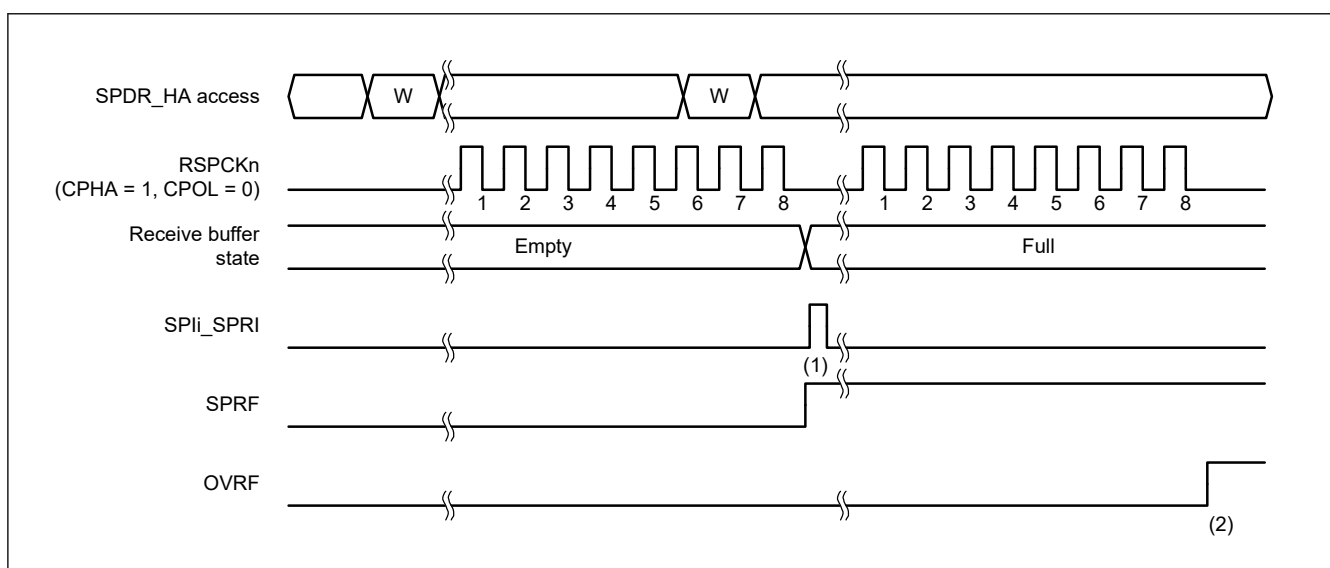 SPDR_HA access
W
W
RSPCKn
(CPHA = 1, CPOL = 0)
1 2 3 4 5 6 7 8
1 2 3 4 5 6 7 8
Receive buffer
state
Empty
Full
SPIi_SPRI
(1)
SPRF
OVRF
(2)